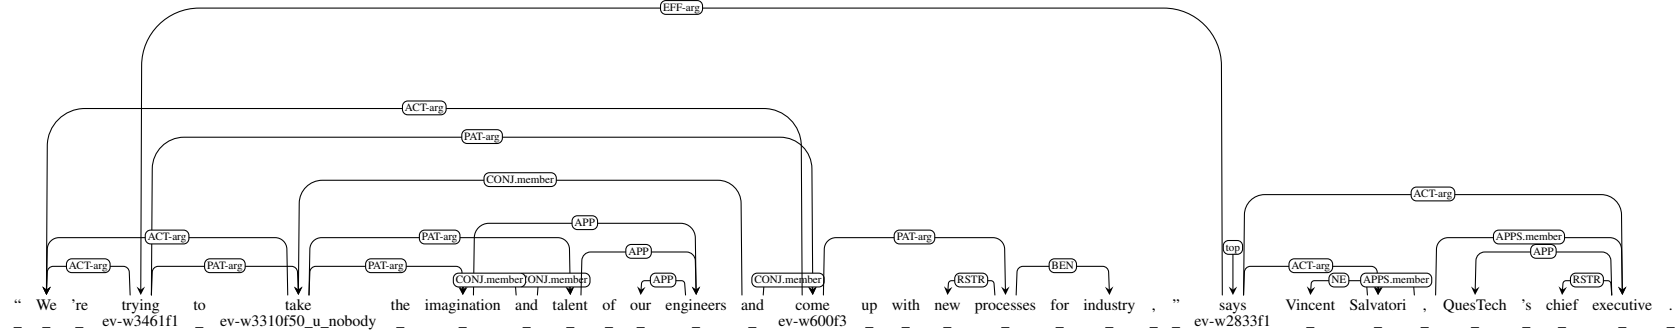 EFF-arg
ACT-arg
PAT-arg
CONJ.member
ACT-arg
APP
ACT-arg PAT-arg PAT-arg APPS.member
top
APP APP
ACT-arg PAT-arg PAT-arg BEN ACT-arg
CONJ.member CONJ.member APP CONJ.member RSTR NE APPS.member RSTR
“ We ’re trying to take the imagination and talent of our engineers and come up with new processes for industry , ” says Vincent Salvatori , QuesTech ’s chief executive .
_ _ _ ev-w3461f1 _ ev-w3310f50_u_nobody _ _ _ _ _ _ _ _ ev-w600f3 _ _ _ _ _ _ _ _ ev-w2833f1 _ _ _ _ _ _ _ _